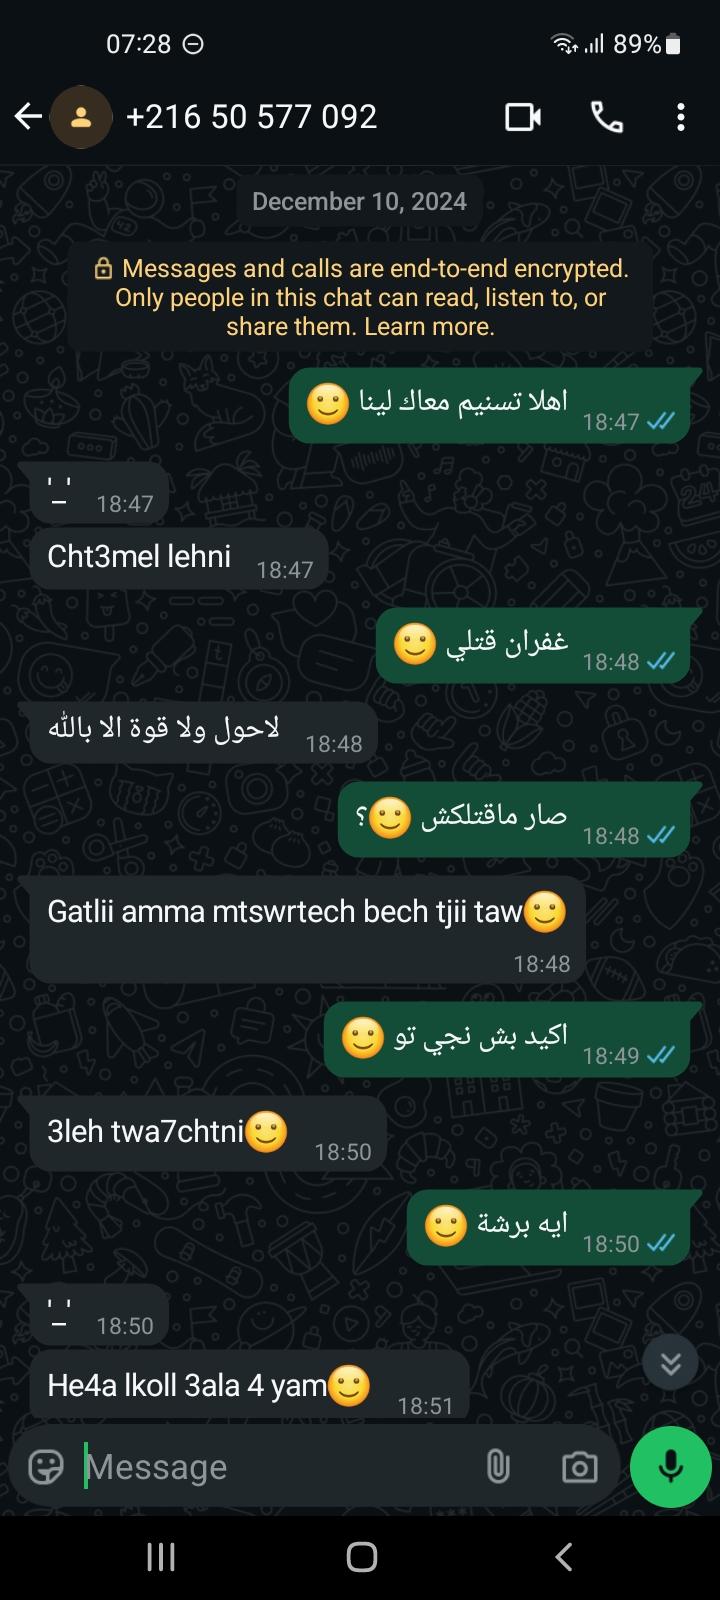 07:28
89%
+216 50 577 092
December 10, 2024
Messages and calls are end-to-end encrypted.
Only people in this chat can read, listen to, or
share them. Learn more.
اهلا تسنيم معاك لينا 🙂
18:47
'_'
18:47
Cht3mel lehni
18:47
غفران قتلي 🙂
18:48
لاحول ولا قوة الا بالله
18:48
صار ماقتلكش 🙂؟
18:48
Gatlii amma mtswrtech bech tjii taw🙂
18:48
اكيد بش نجي تو 🙂
18:49
3leh twa7chtni🙂
18:50
ايه برشة 🙂
18:50
'_'
18:50
He4a lkoll 3ala 4 yam🙂
18:51
Message